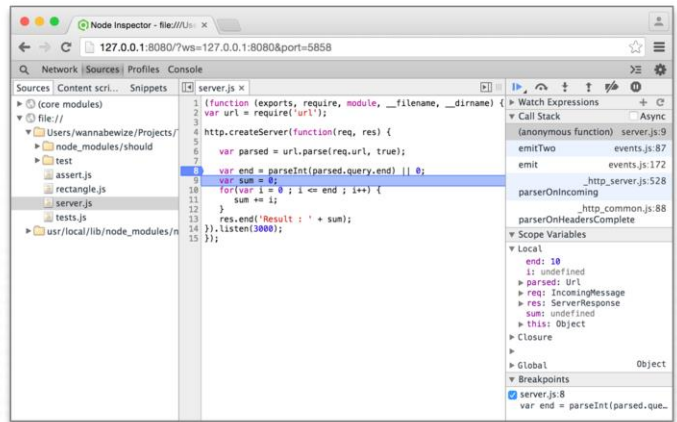 Node Inspector - file:///Use
127.0.0.1:8080/?ws=127.0.0.1:8080&port=5858
Network Sources Profiles Console
Sources Content scri... Snippets
(core modules)
file://
Users/wannabewize/Projects/
node_modules/should
test
assert.js
rectangle.js
server.js
tests.js
usr/local/lib/node_modules/n
server.js ×
1 (function (exports, require, module, __filename, __dirname) {
2 var url = require('url');
3
4 http.createServer(function(req, res) {
5
6 var parsed = url.parse(req.url, true);
7
8 var end = parseInt(parsed.query.end) || 0;
9 var sum = 0;
10 for(var i = 0 ; i <= end ; i++) {
11 sum += i;
12 }
13 res.end('Result : ' + sum);
14 }).listen(3000);
15 });
Watch Expressions + C
Call Stack Async
(anonymous function) server.js:9
emitTwo events.js:87
emit events.js:172
_http_server.js:528
parserOnIncoming
_http_common.js:88
parserOnHeadersComplete
Scope Variables
Local
end: 10
i: undefined
parsed: Url
req: IncomingMessage
res: ServerResponse
sum: undefined
this: Object
Closure
Global Object
Breakpoints
server.js:8
var end = parseInt(parsed.que…